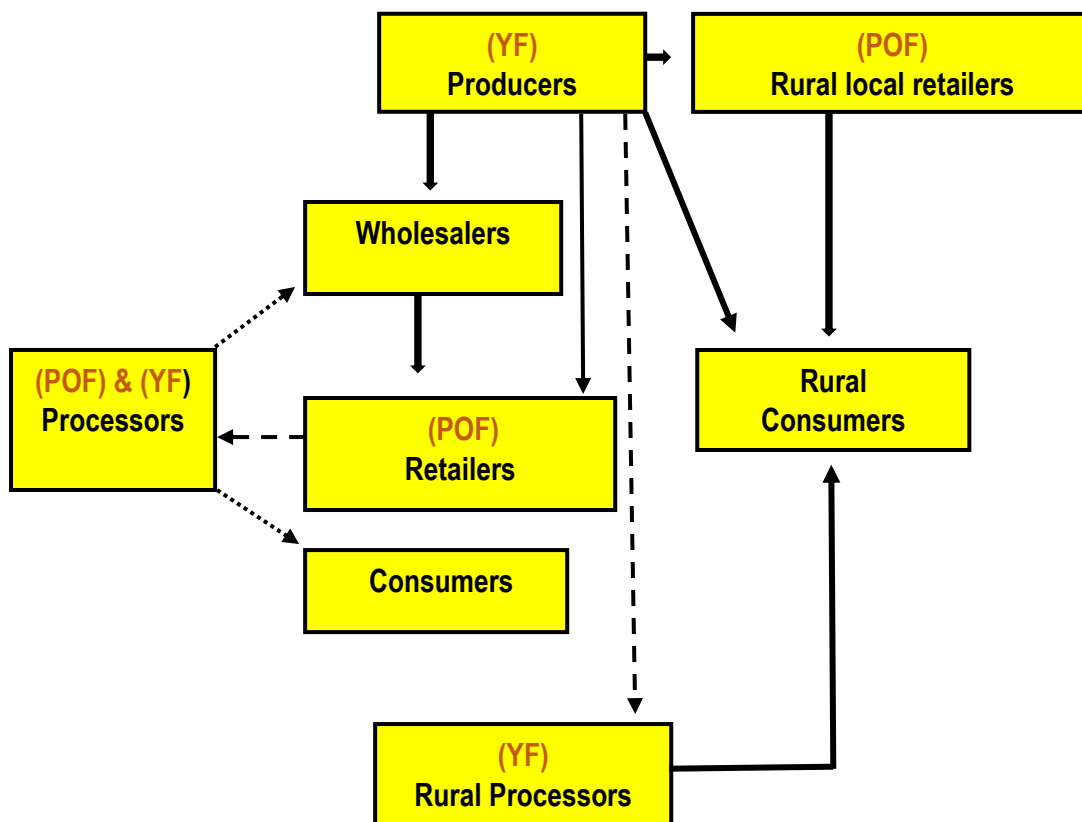 (YF)
Producers
(POF)
Rural local retailers
Wholesalers
(POF) & (YF)
Processors
Rural
Consumers
(POF)
Retailers
Consumers
(YF)
Rural Processors